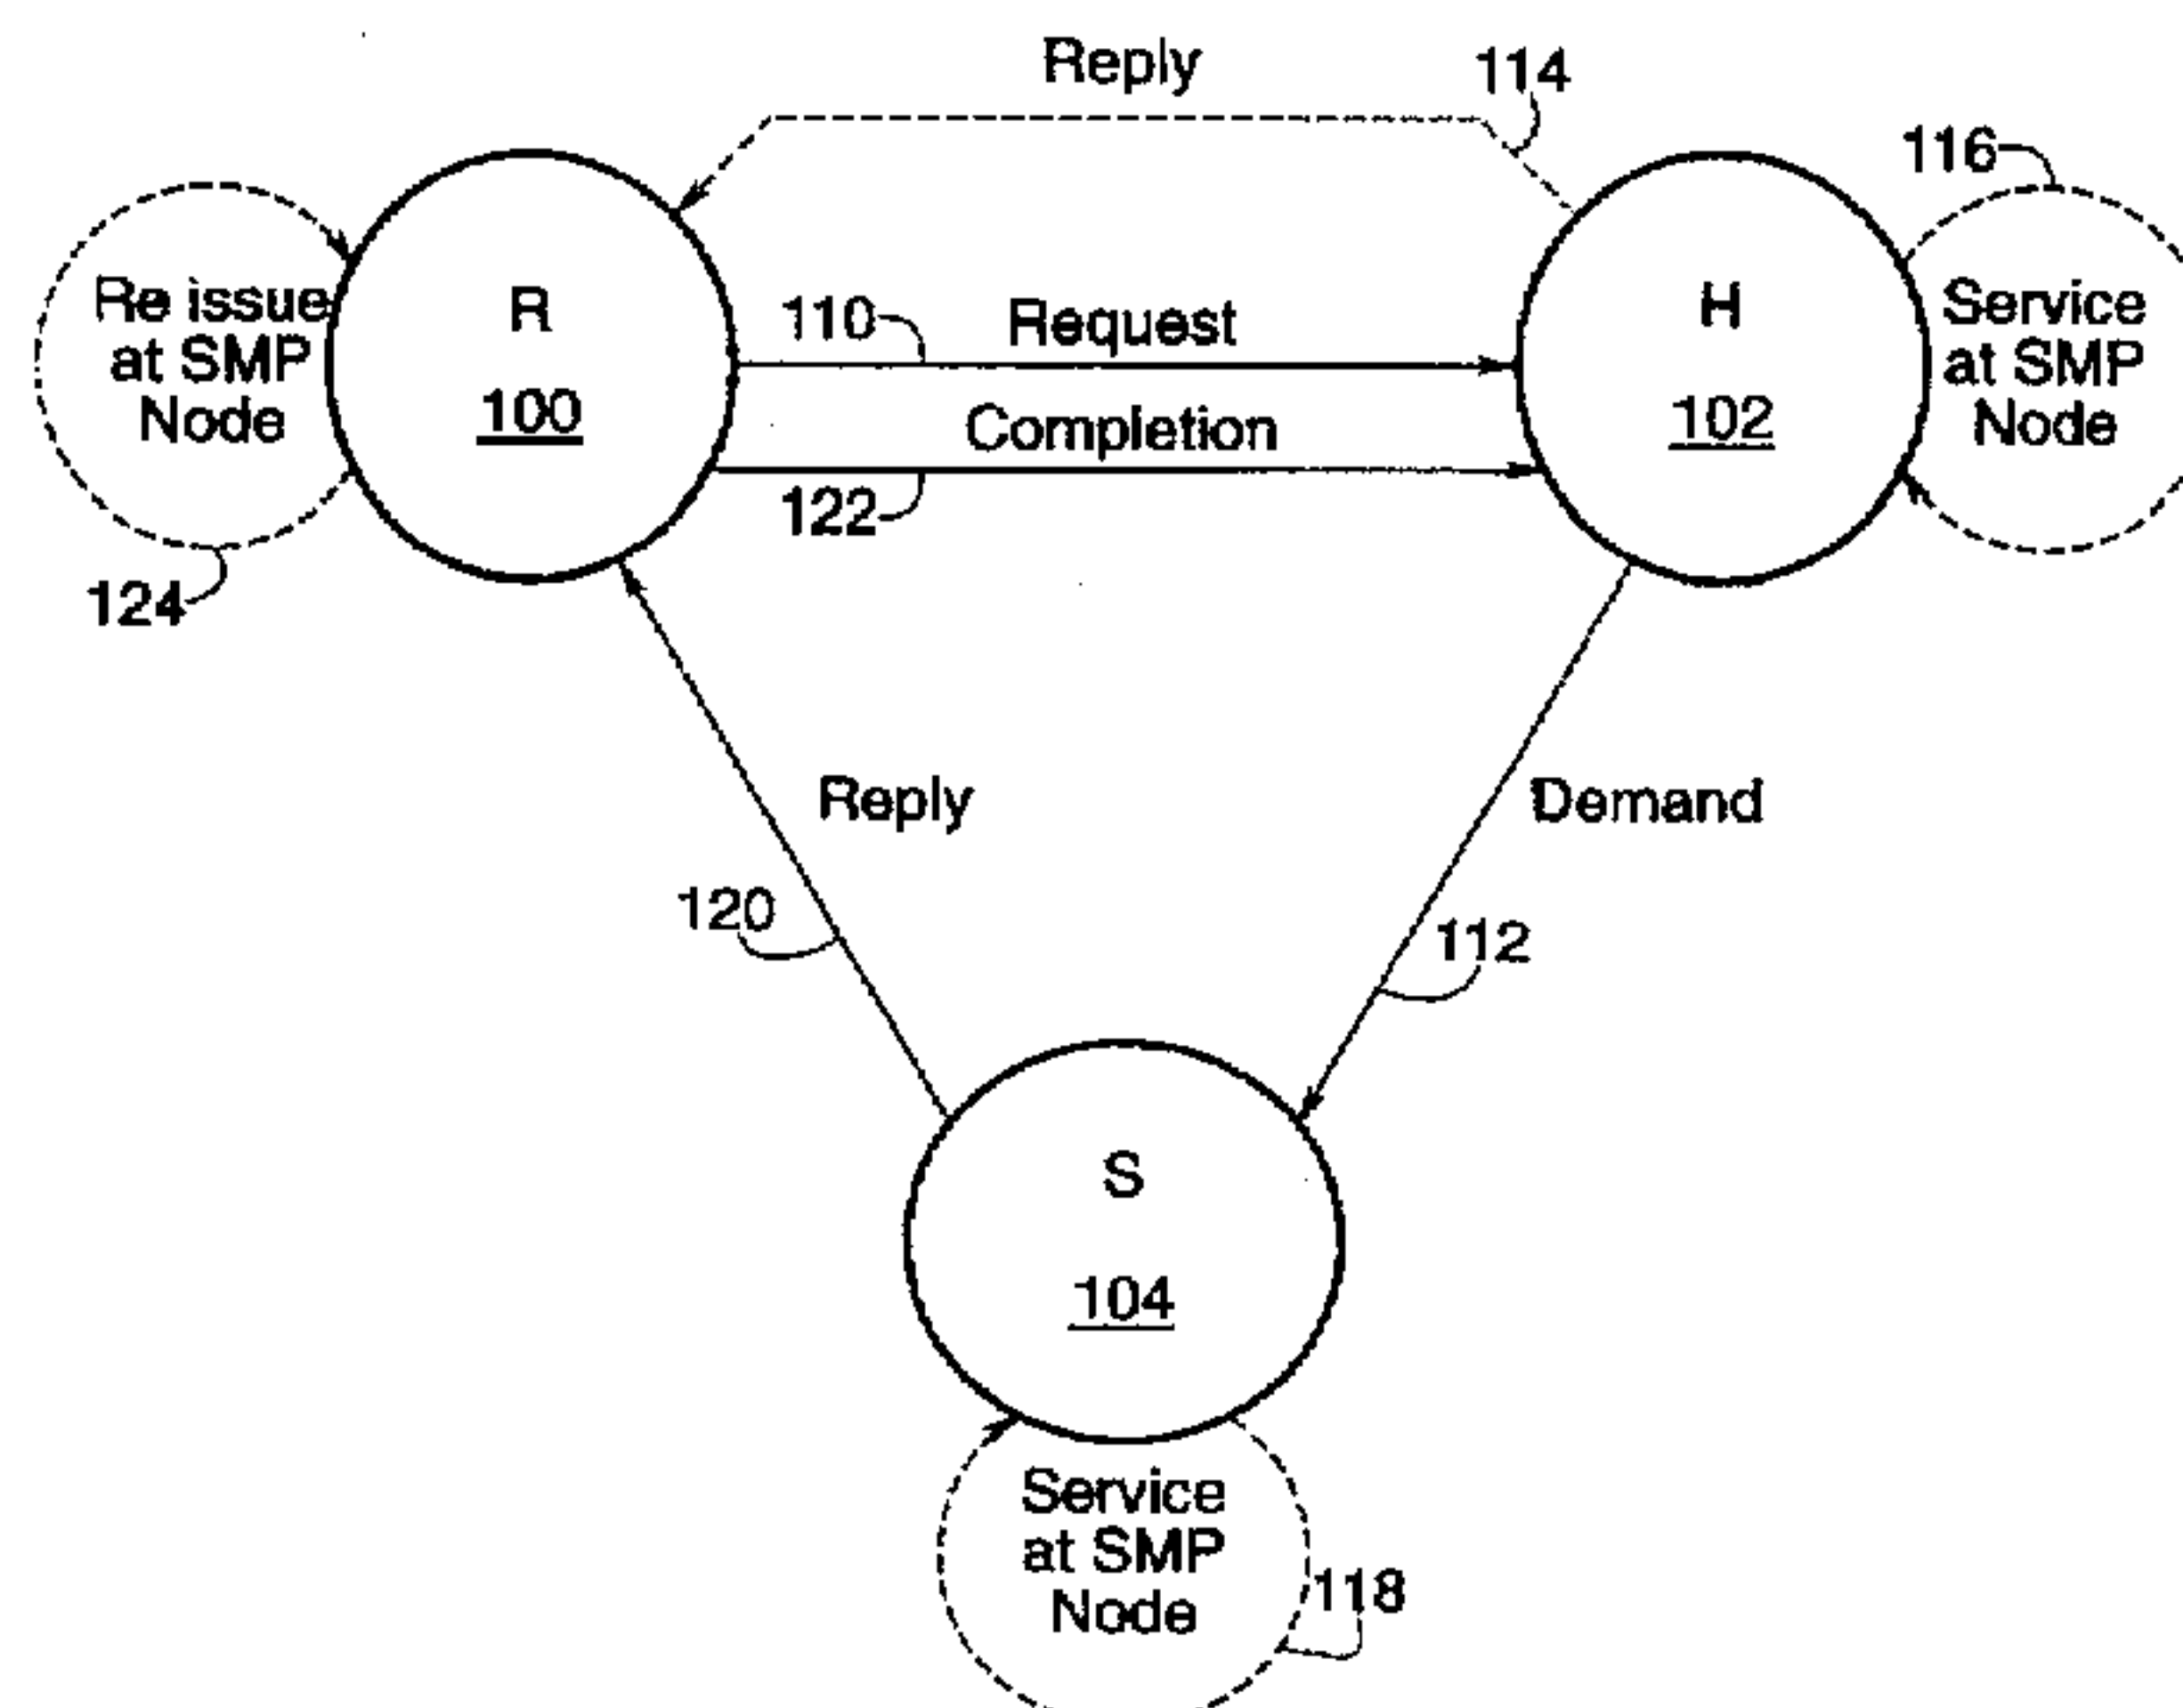 Reply
114
116
Re issue
at SMP
Node
R
100
110
Request
Completion
122
H
102
Service
at SMP
Node
124
Reply
Demand
120
112
S
104
Service
at SMP
Node
118